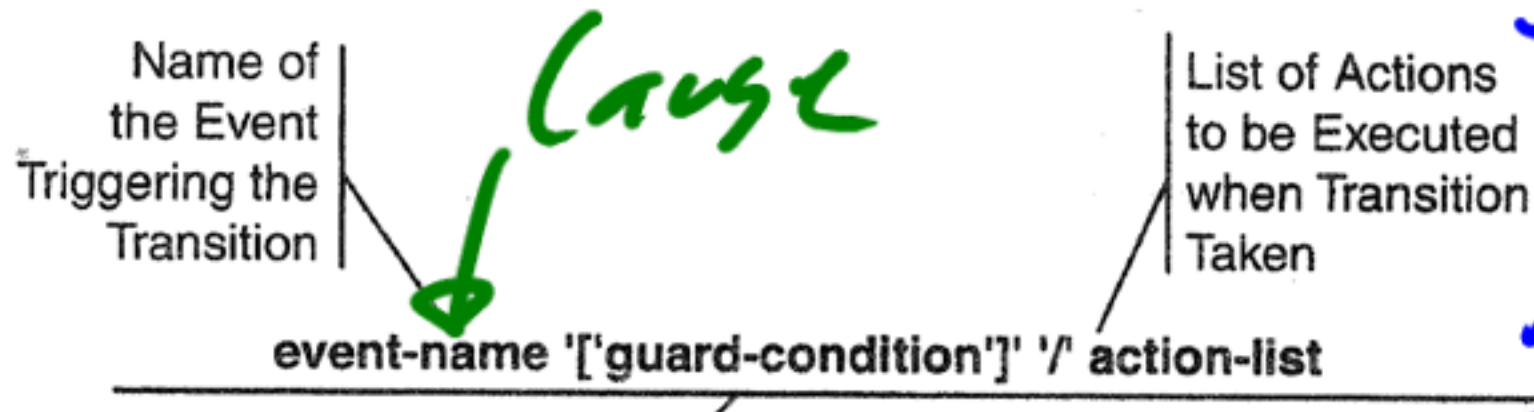 Name of
the Event
Triggering the
Transition
Cause
List of Actions
to be Executed
when Transition
Taken
event-name '['guard-condition']' '/' action-list